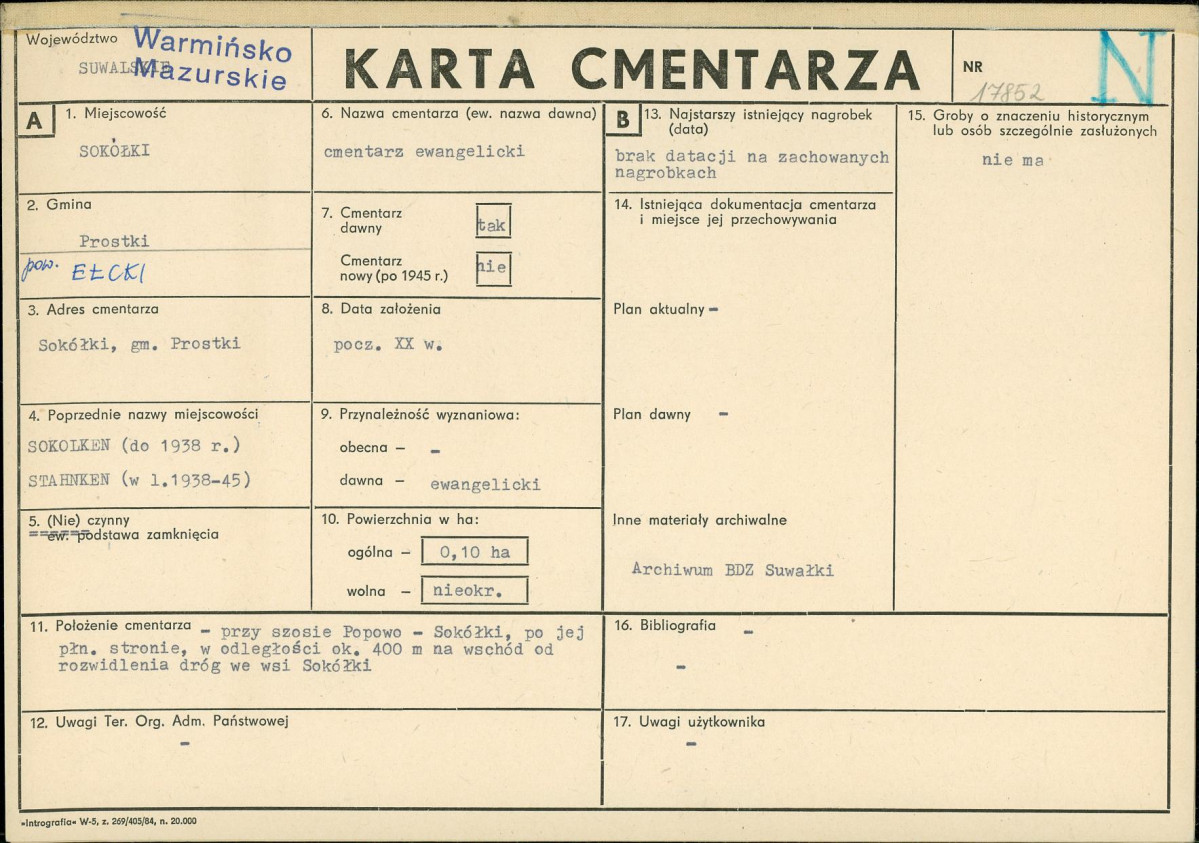 Województwo
Warmińsko
SUWALSKIE
Mazurskie
KARTA CMENTARZA
NR
17852
N
A
1. Miejscowość
SOKÓŁKI
2. Gmina
Prostki
pow. EŁCKI
3. Adres cmentarza
Sokółki, gm. Prostki
4. Poprzednie nazwy miejscowości
SOKOLKEN (do 1938 r.)
STAHNKEN (w l.1938-45)
5. (Nie) czynny
ew. podstawa zamknięcia
6. Nazwa cmentarza (ew. nazwa dawna)
cmentarz ewangelicki
7. Cmentarz
dawny
tak
Cmentarz
nowy (po 1945 r.)
nie
8. Data założenia
pocz. XX w.
9. Przynależność wyznaniowa:
obecna – -
dawna – ewangelicki
10. Powierzchnia w ha:
ogólna – 0,10 ha
wolna – nieokr.
11. Położenie cmentarza - przy szosie Popowo - Sokółki, po jej
płn. stronie, w odległości ok. 400 m na wschód od
rozwidlenia dróg we wsi Sokółki
12. Uwagi Ter. Org. Adm. Państwowej
-
B
13. Najstarszy istniejący nagrobek
(data)
brak datacji na zachowanych
nagrobkach
14. Istniejąca dokumentacja cmentarza
i miejsce jej przechowywania
Plan aktualny -
Plan dawny -
Inne materiały archiwalne
Archiwum BDZ Suwałki
15. Groby o znaczeniu historycznym
lub osób szczególnie zasłużonych
nie ma
16. Bibliografia -
-
17. Uwagi użytkownika
-
»Intrografia« W-5, z. 269/405/84, n. 20.000